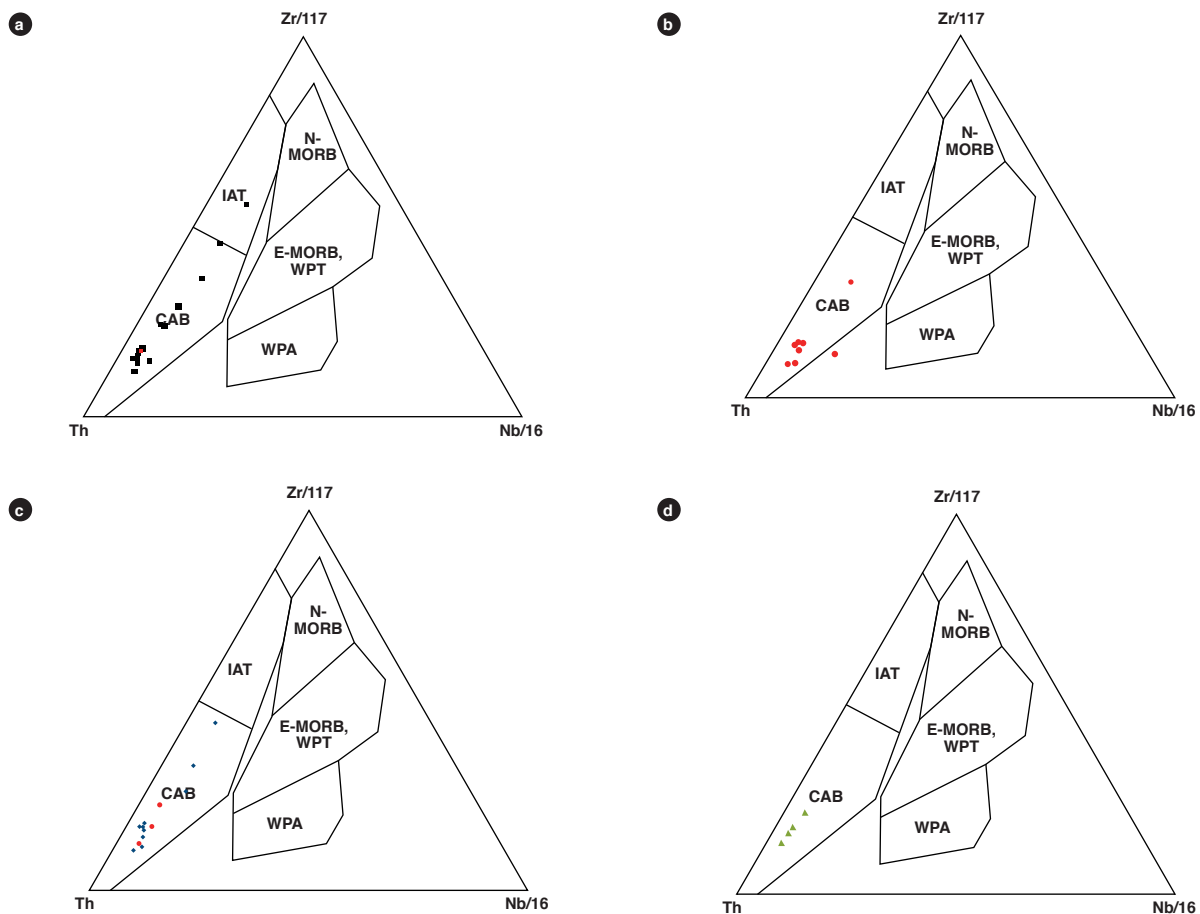 a
Zr/117
N-
MORB
IAT
E-MORB,
WPT
CAB
WPA
Th
Nb/16
b
Zr/117
N-
MORB
IAT
E-MORB,
WPT
CAB
WPA
Th
Nb/16
c
Zr/117
N-
MORB
IAT
E-MORB,
WPT
CAB
WPA
Th
Nb/16
d
Zr/117
N-
MORB
IAT
E-MORB,
WPT
CAB
WPA
Th
Nb/16